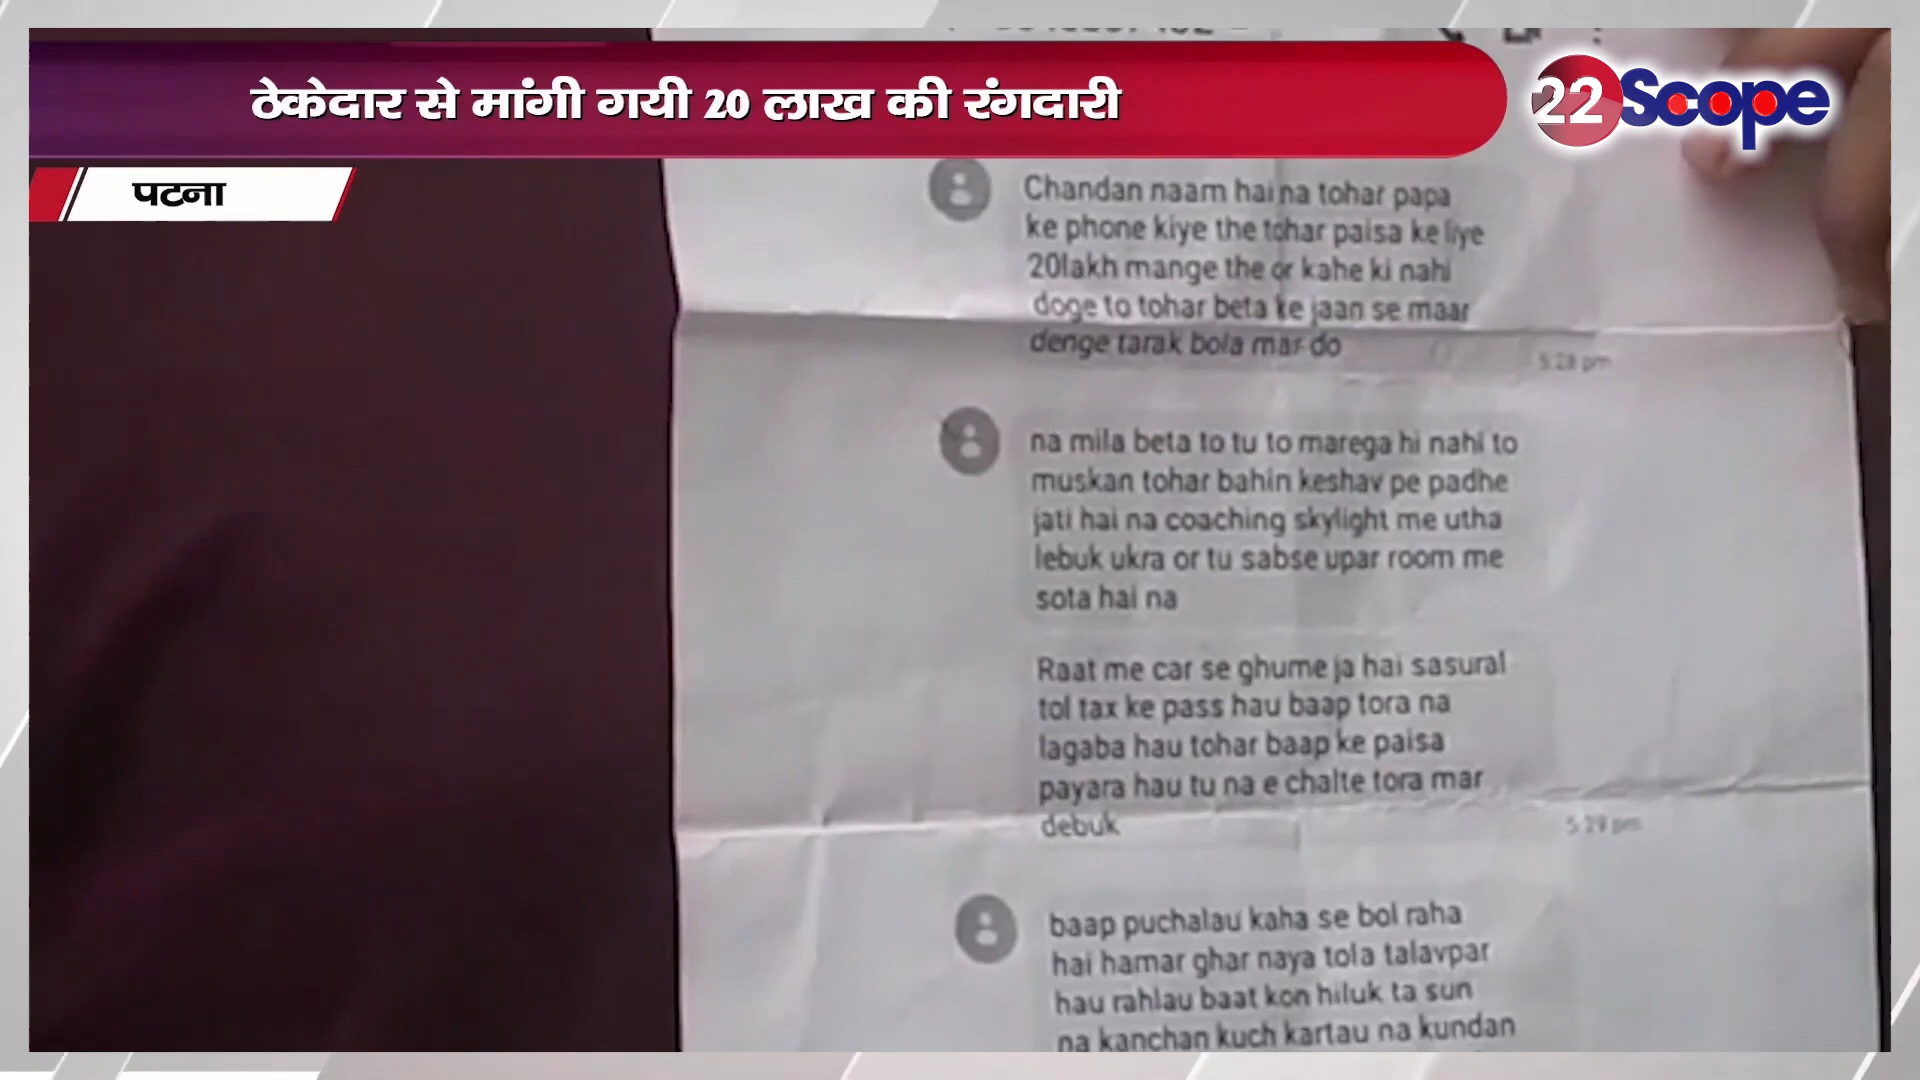 ठेकेदार से मांगी गयी 20 लाख की रंगदारी
22Scope
पटना
Chandan naam hai na tohar papa
ke phone kiye the tohar paisa ke liye
20lakh mange the or kahe ki nahi
doge to tohar beta ke jaan se maar
denge tarak bola mar do
5:28 pm
na mila beta to tu to marega hi nahi to
muskan tohar bahin keshav pe padhe
jati hai na coaching skylight me utha
lebuk ukra or tu sabse upar room me
sota hai na
Raat me car se ghume ja hai sasural
tol tax ke pass hau baap tora na
lagaba hau tohar baap ke paisa
payara hau tu na e chalte tora mar
debuk
5:29 pm
baap puchalau kaha se bol raha
hai hamar ghar naya tola talavpar
hau rahlau baat kon hiluk ta sun
na kanchan kuch kartau na kundan